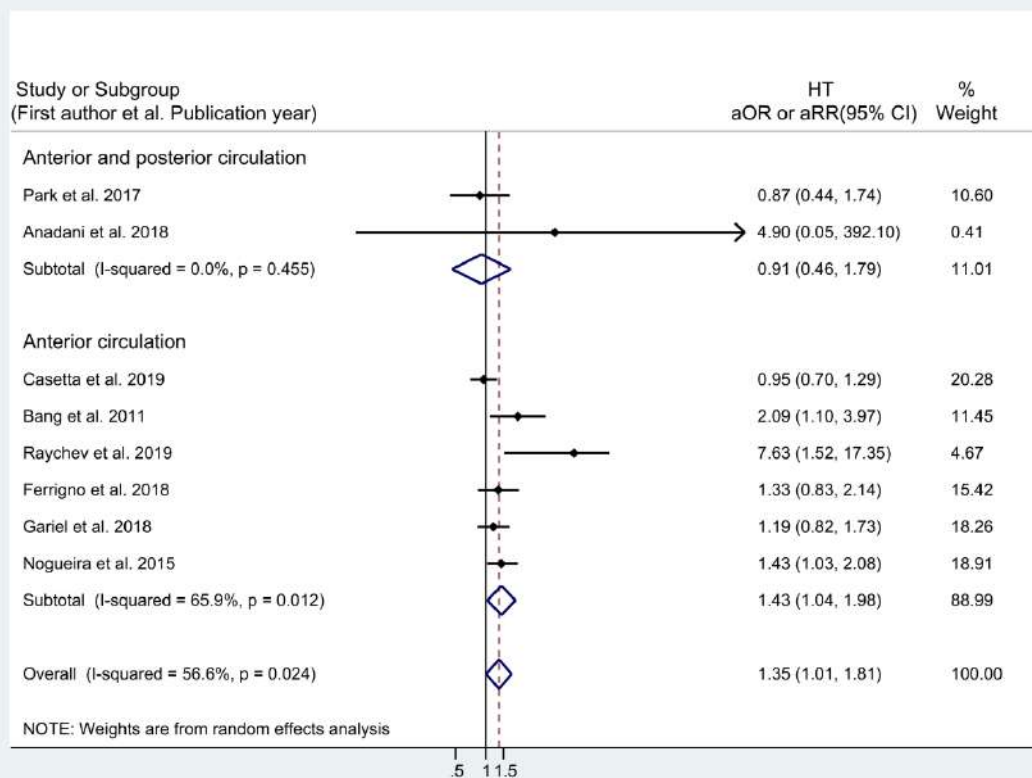 Study or Subgroup HT %
(First author et al. Publication year) aOR or aRR(95% CI) Weight
Anterior and posterior circulation
Park et al. 2017 0.87 (0.44, 1.74) 10.60
Anadani et al. 2018 4.90 (0.05, 392.10) 0.41
Subtotal (I-squared = 0.0%, p = 0.455) 0.91 (0.46, 1.79) 11.01
Anterior circulation
Casetta et al. 2019 0.95 (0.70, 1.29) 20.28
Bang et al. 2011 2.09 (1.10, 3.97) 11.45
Raychev et al. 2019 7.63 (1.52, 17.35) 4.67
Ferrigno et al. 2018 1.33 (0.83, 2.14) 15.42
Gariel et al. 2018 1.19 (0.82, 1.73) 18.26
Nogueira et al. 2015 1.43 (1.03, 2.08) 18.91
Subtotal (I-squared = 65.9%, p = 0.012) 1.43 (1.04, 1.98) 88.99
Overall (I-squared = 56.6%, p = 0.024) 1.35 (1.01, 1.81) 100.00
NOTE: Weights are from random effects analysis
.5 1 1.5